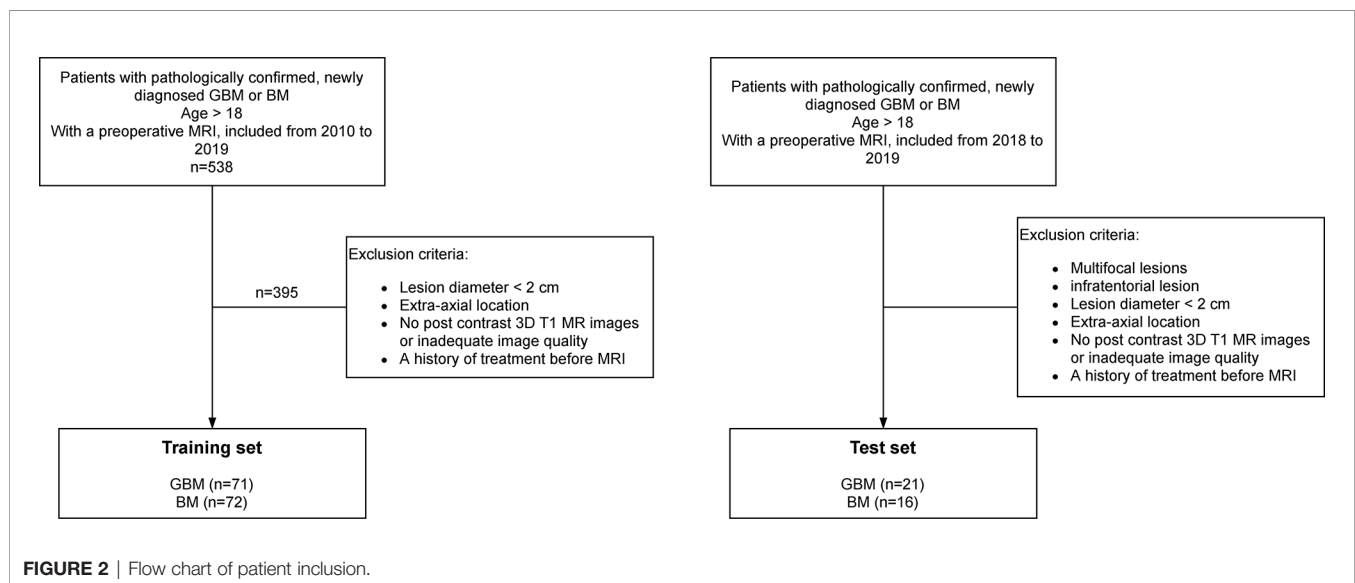 Patients with pathologically confirmed, newly
diagnosed GBM or BM
Age > 18
With a preoperative MRI, included from 2010 to
2019
n=538
n=395
Exclusion criteria:
• Lesion diameter < 2 cm
• Extra-axial location
• No post contrast 3D T1 MR images
or inadequate image quality
• A history of treatment before MRI
Training set
GBM (n=71)
BM (n=72)
Patients with pathologically confirmed, newly
diagnosed GBM or BM
Age > 18
With a preoperative MRI, included from 2018 to
2019
Exclusion criteria:
• Multifocal lesions
• infratentorial lesion
• Lesion diameter < 2 cm
• Extra-axial location
• No post contrast 3D T1 MR images
or inadequate image quality
• A history of treatment before MRI
Test set
GBM (n=21)
BM (n=16)
FIGURE 2 | Flow chart of patient inclusion.